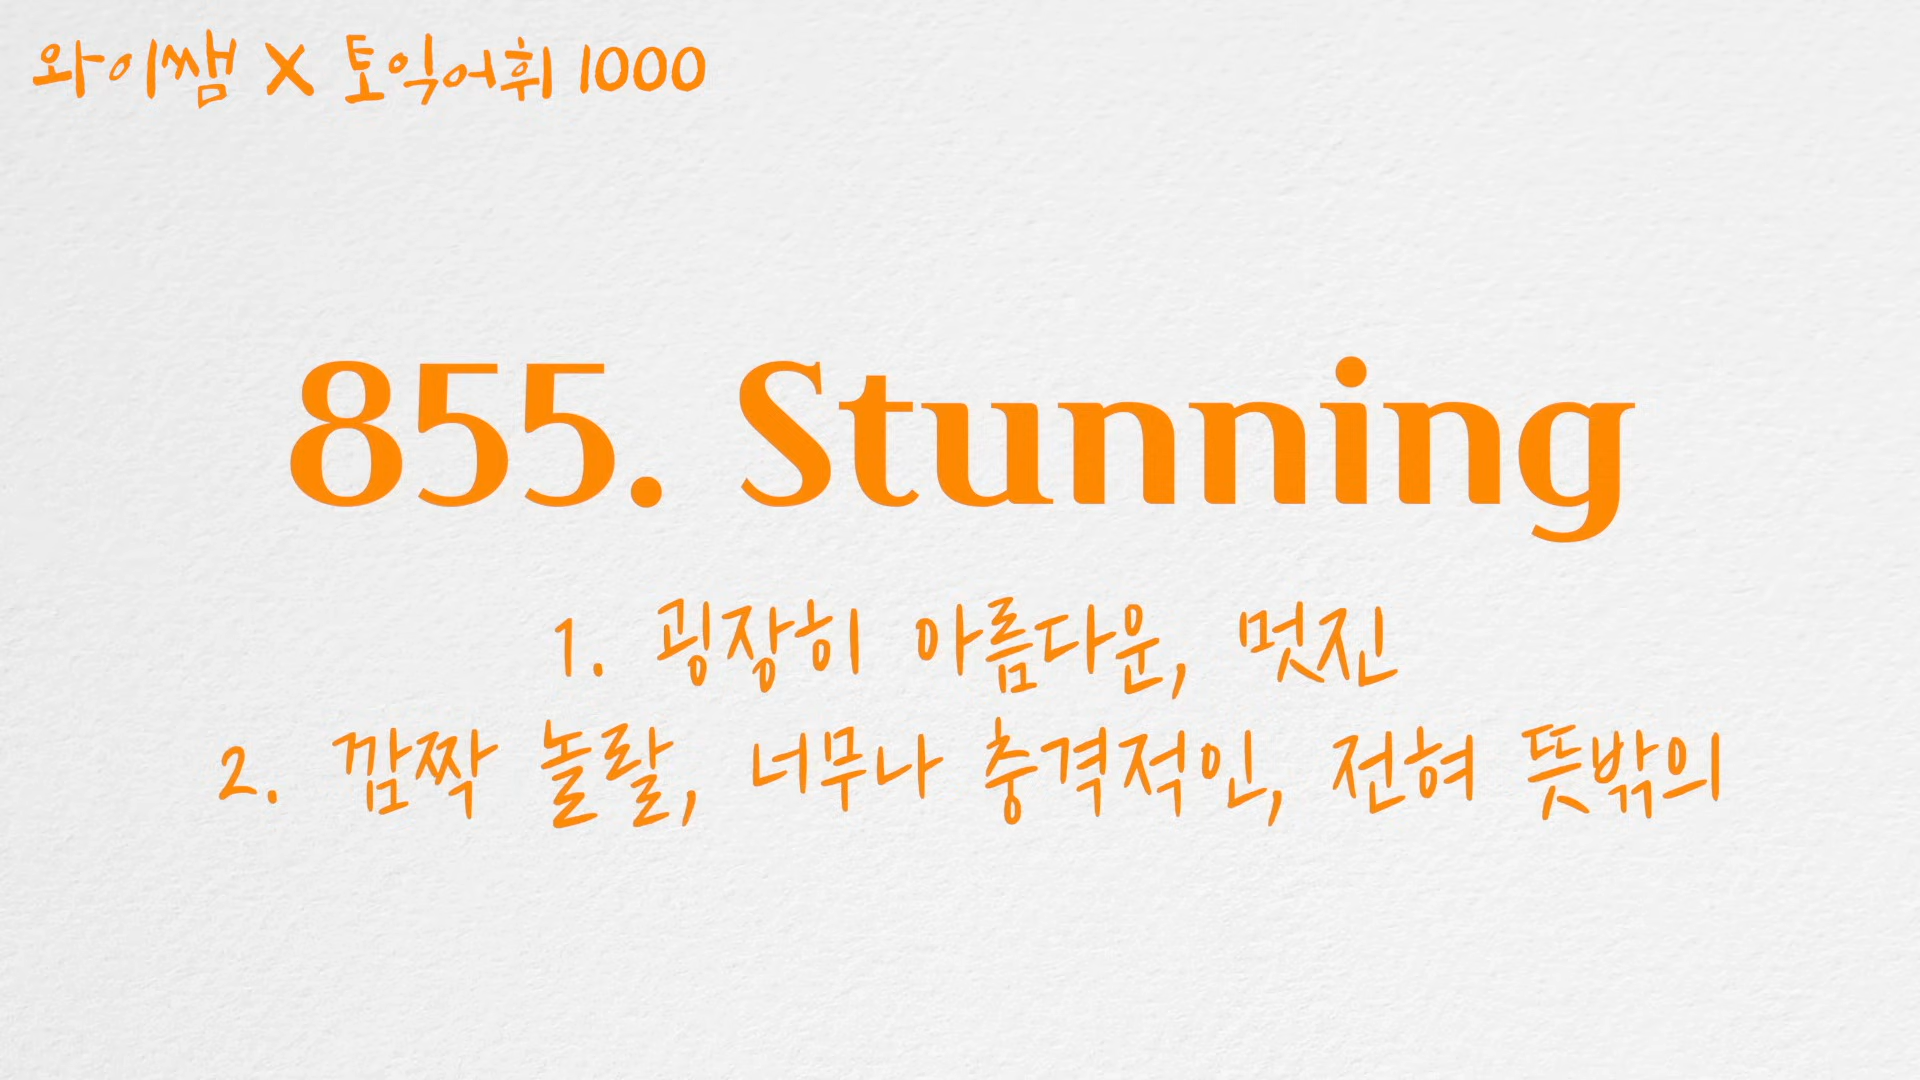 와이쌤 X 토익어휘 1000
855. Stunning
1. 굉장히 아름다운, 멋진
2. 깜짝 놀랄, 너무나 충격적인, 전혀 뜻밖의